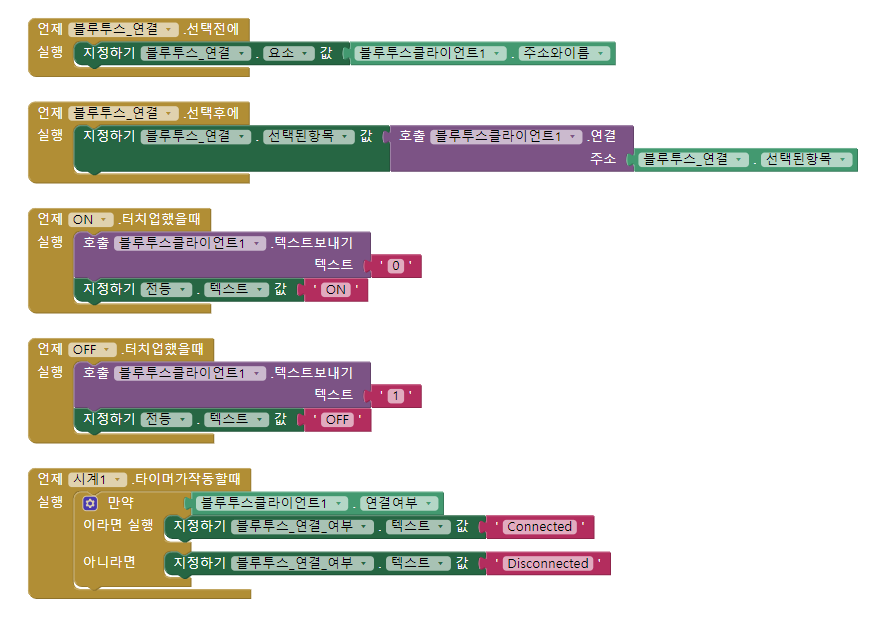 언제 블루투스_연결 .선택전에
실행 지정하기 블루투스_연결 . 요소 값 블루투스클라이언트1 . 주소와이름
언제 블루투스_연결 .선택후에
실행 지정하기 블루투스_연결 . 선택된항목 값 호출 블루투스클라이언트1 .연결
주소 블루투스_연결 . 선택된항목
언제 ON .터치업했을때
실행 호출 블루투스클라이언트1 .텍스트보내기
텍스트 ' 0 '
지정하기 전등 . 텍스트 값 ' ON '
언제 OFF .터치업했을때
실행 호출 블루투스클라이언트1 .텍스트보내기
텍스트 ' 1 '
지정하기 전등 . 텍스트 값 ' OFF '
언제 시계1 .타이머가작동할때
실행 만약 블루투스클라이언트1 . 연결여부
이라면 실행 지정하기 블루투스_연결_여부 . 텍스트 값 ' Connected '
아니라면 지정하기 블루투스_연결_여부 . 텍스트 값 ' Disconnected '